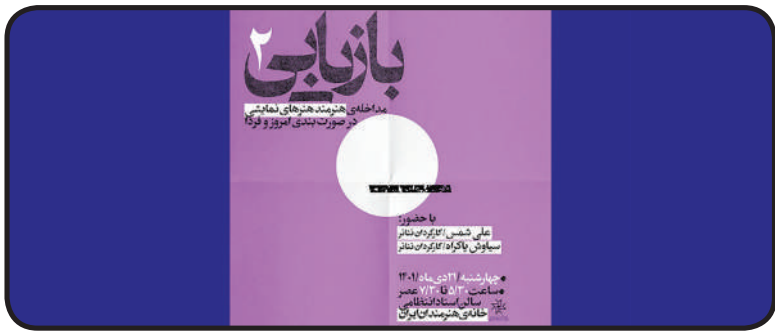 بازیابی ۲
مداخله‌ی هنرمند هنرهای نمایشی
در صورت‌بندی امروز و فردا
با حضور:
علی شمس/کارگردان تئاتر
سیاوش پاکراه/کارگردان تئاتر
چهارشنبه/۲۱ دی ماه/۱۴۰۱
ساعت ۵/۳۰ تا ۷/۳۰ عصر
سالن استاد انتظامی
خانه‌ی هنرمندان ایران